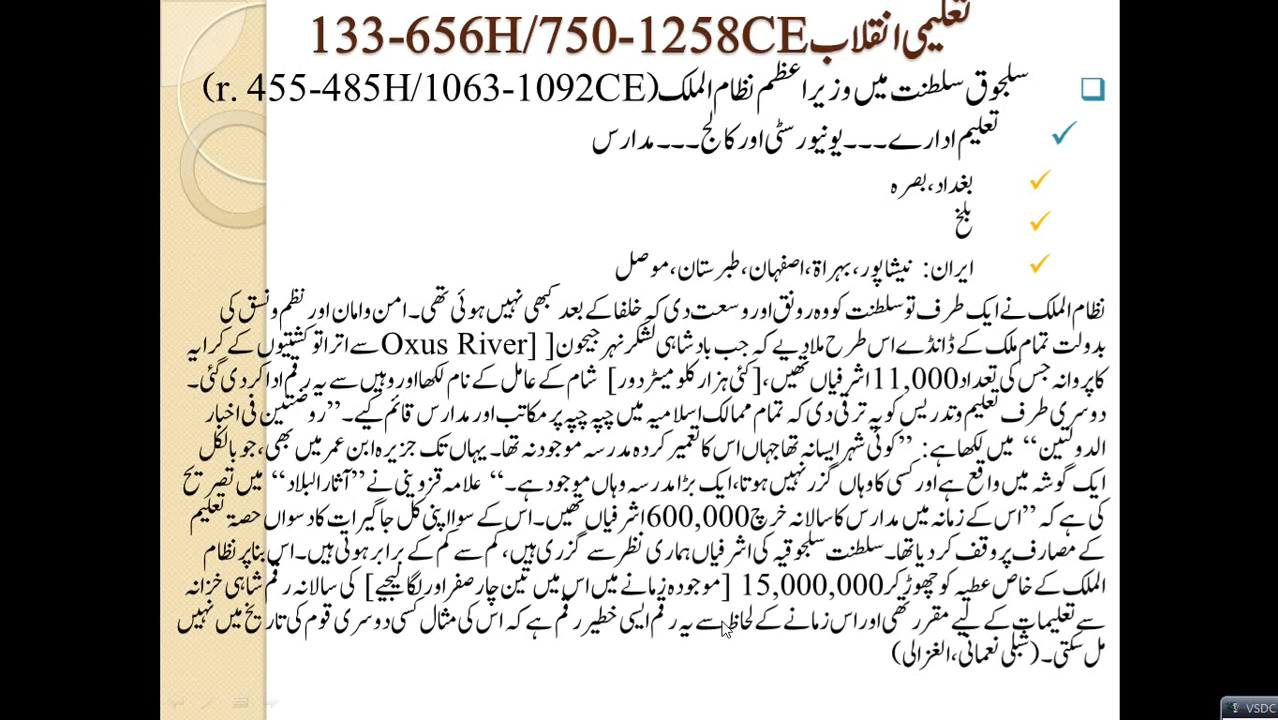 تعلیمی انقلاب 133-656H/750-1258CE
سلجوق سلطنت میں وزیر اعظم نظام الملک (r. 455-485H/1063-1092CE)
تعلیم ادارے۔۔۔یونیورسٹی اور کالج۔۔۔ مدارس
بغداد، بصرہ
بلخ
ایران: نیشاپور، ہراۃ، اصفہان، طبرستان، موصل
نظام الملک نے ایک طرف تو سلطنت کو وہ رونق اور وسعت دی کہ خلفا کے بعد کبھی نہیں ہوئی تھی۔ امن و امان اور نظم و نسق کی
بدولت تمام ملک کے ڈانڈے اس طرح ملا دیے کہ جب بادشاہی لشکر نہر جیحون [Oxus River] سے اترا تو کشتیوں کے کرایہ
کا پروانہ جس کی تعداد 11,000 اشرفیاں تھیں، [کئی ہزار کلومیٹر دور] شام کے عامل کے نام لکھا اور وہیں سے یہ رقم ادا کر دی گئی۔
دوسری طرف تعلیم و تدریس کو یہ ترقی دی کہ تمام ممالک اسلامیہ میں چپہ چپہ پر مکاتب اور مدارس قائم کیے۔ ”روضتین فی اخبار
الدولتین“ میں لکھا ہے: ”کوئی شہر ایسا نہ تھا جہاں اس کا تعمیر کردہ مدرسہ موجود نہ تھا۔ یہاں تک جزیرہ ابن عمر میں بھی، جو بالکل
ایک گوشہ میں واقع ہے اور کسی کا وہاں گزر نہیں ہوتا، ایک بڑا مدرسہ وہاں موجود ہے۔“ علامہ قزوینی نے ”آثار البلاد“ میں تصریح
کی ہے کہ ”اس کے زمانہ میں مدارس کا سالانہ خرچ 600,000 اشرفیاں تھیں۔ اس کے سوا اپنی کل جاگیرات کا دسواں حصۃ تعلیم
کے مصارف پر وقف کر دیا تھا۔ سلطنت سلجوقیہ کی اشرفیاں ہماری نظر سے گزری ہیں، کم سے کم کے برابر ہوتی ہیں۔ اس بنا پر نظام
الملک کے خاص عطیہ کو چھوڑ کر 15,000,000 [موجودہ زمانے میں اس میں تین چار صفر اور لگا لیجیے] کی سالانہ رقم شاہی خزانہ
سے تعلیمات کے لیے مقرر تھی اور اس زمانے کے لحاظ سے یہ رقم ایسی خطیر رقم ہے کہ اس کی مثال کسی دوسری قوم کی تاریخ میں نہیں
مل سکتی۔ (شبلی نعمانی، الغزالی)
VSDC